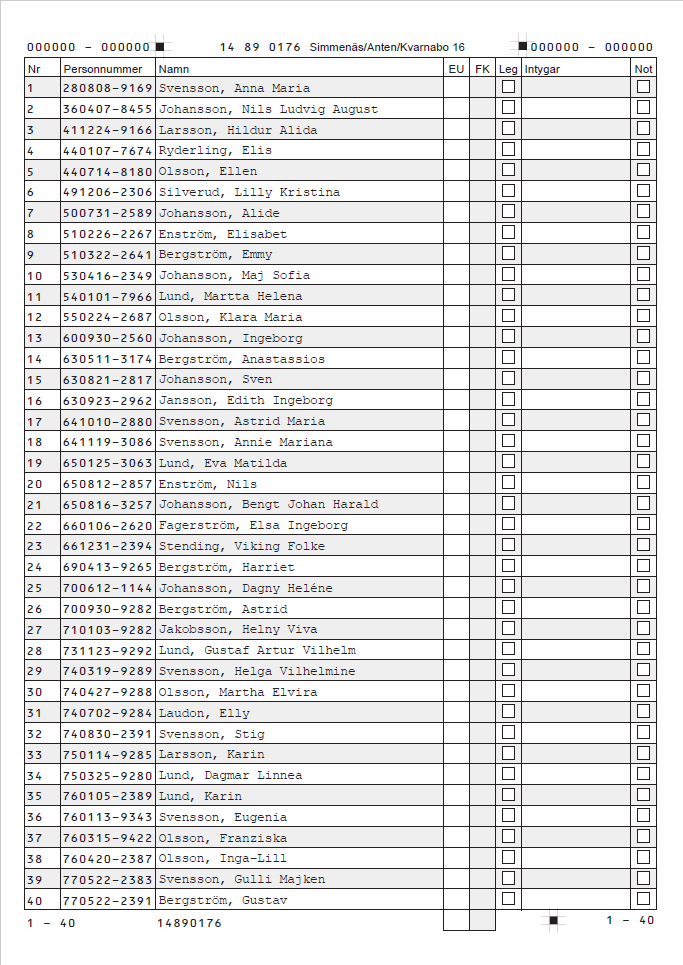 000000 – 000000 14 89 0176 Simmenäs/Anten/Kvarnabo 16 000000 – 000000
Nr Personnummer Namn EU FK Leg Intygar Not
1 280808–9169 Svensson, Anna Maria
2 360407–8455 Johansson, Nils Ludvig August
3 411224–9166 Larsson, Hildur Alida
4 440107–7674 Ryderling, Elis
5 440714–8180 Olsson, Ellen
6 491206–2306 Silverud, Lilly Kristina
7 500731–2589 Johansson, Alide
8 510226–2267 Enström, Elisabet
9 510322–2641 Bergström, Emmy
10 530416–2349 Johansson, Maj Sofia
11 540101–7966 Lund, Martta Helena
12 550224–2687 Olsson, Klara Maria
13 600930–2560 Johansson, Ingeborg
14 630511–3174 Bergström, Anastassios
15 630821–2817 Johansson, Sven
16 630923–2962 Jansson, Edith Ingeborg
17 641010–2880 Svensson, Astrid Maria
18 641119–3086 Svensson, Annie Mariana
19 650125–3063 Lund, Eva Matilda
20 650812–2857 Enström, Nils
21 650816–3257 Johansson, Bengt Johan Harald
22 660106–2620 Fagerström, Elsa Ingeborg
23 661231–2394 Stending, Viking Folke
24 690413–9265 Bergström, Harriet
25 700612–1144 Johansson, Dagny Heléne
26 700930–9282 Bergström, Astrid
27 710103–9282 Jakobsson, Helny Viva
28 731123–9292 Lund, Gustaf Artur Vilhelm
29 740319–9289 Svensson, Helga Vilhelmine
30 740427–9288 Olsson, Martha Elvira
31 740702–9284 Laudon, Elly
32 740830–2391 Svensson, Stig
33 750114–9285 Larsson, Karin
34 750325–9280 Lund, Dagmar Linnea
35 760105–2389 Lund, Karin
36 760113–9343 Svensson, Eugenia
37 760315–9422 Olsson, Franziska
38 760420–2387 Olsson, Inga-Lill
39 770522–2383 Svensson, Gulli Majken
40 770522–2391 Bergström, Gustav
1 – 40 14890176 1 – 40